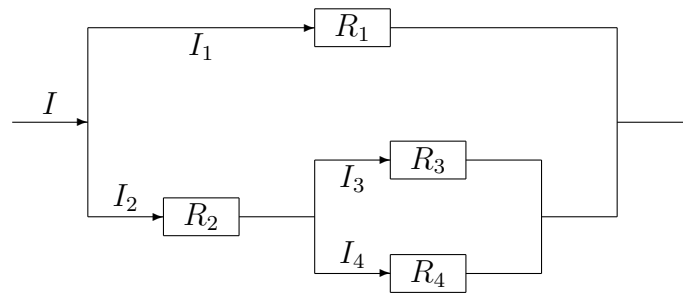 R₁
I₁
I
I₃
R₃
I₂
R₂
I₄
R₄